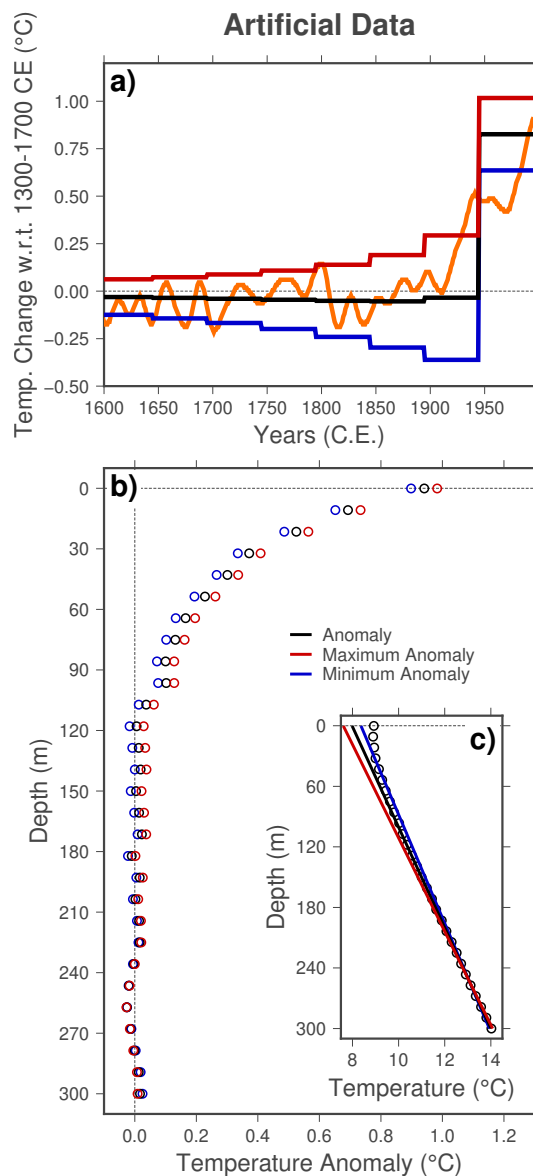 Artificial Data
Temp. Change w.r.t. 1300-1700 CE (°C)
a)
1.00
0.75
0.50
0.25
0.00
−0.25
−0.50
1600 1650 1700 1750 1800 1850 1900 1950
Years (C.E.)
b)
Depth (m)
0
30
60
90
120
150
180
210
240
270
300
Anomaly
Maximum Anomaly
Minimum Anomaly
c)
Depth (m)
0
60
120
180
240
300
8 10 12 14
Temperature (°C)
0.0 0.2 0.4 0.6 0.8 1.0 1.2
Temperature Anomaly (°C)